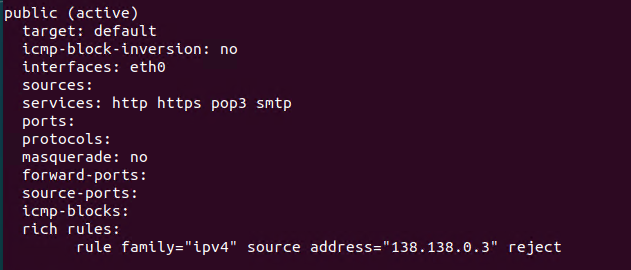 public (active)
target: default
icmp-block-inversion: no
interfaces: eth0
sources:
services: http https pop3 smtp
ports:
protocols:
masquerade: no
forward-ports:
source-ports:
icmp-blocks:
rich rules:
rule family="ipv4" source address="138.138.0.3" reject